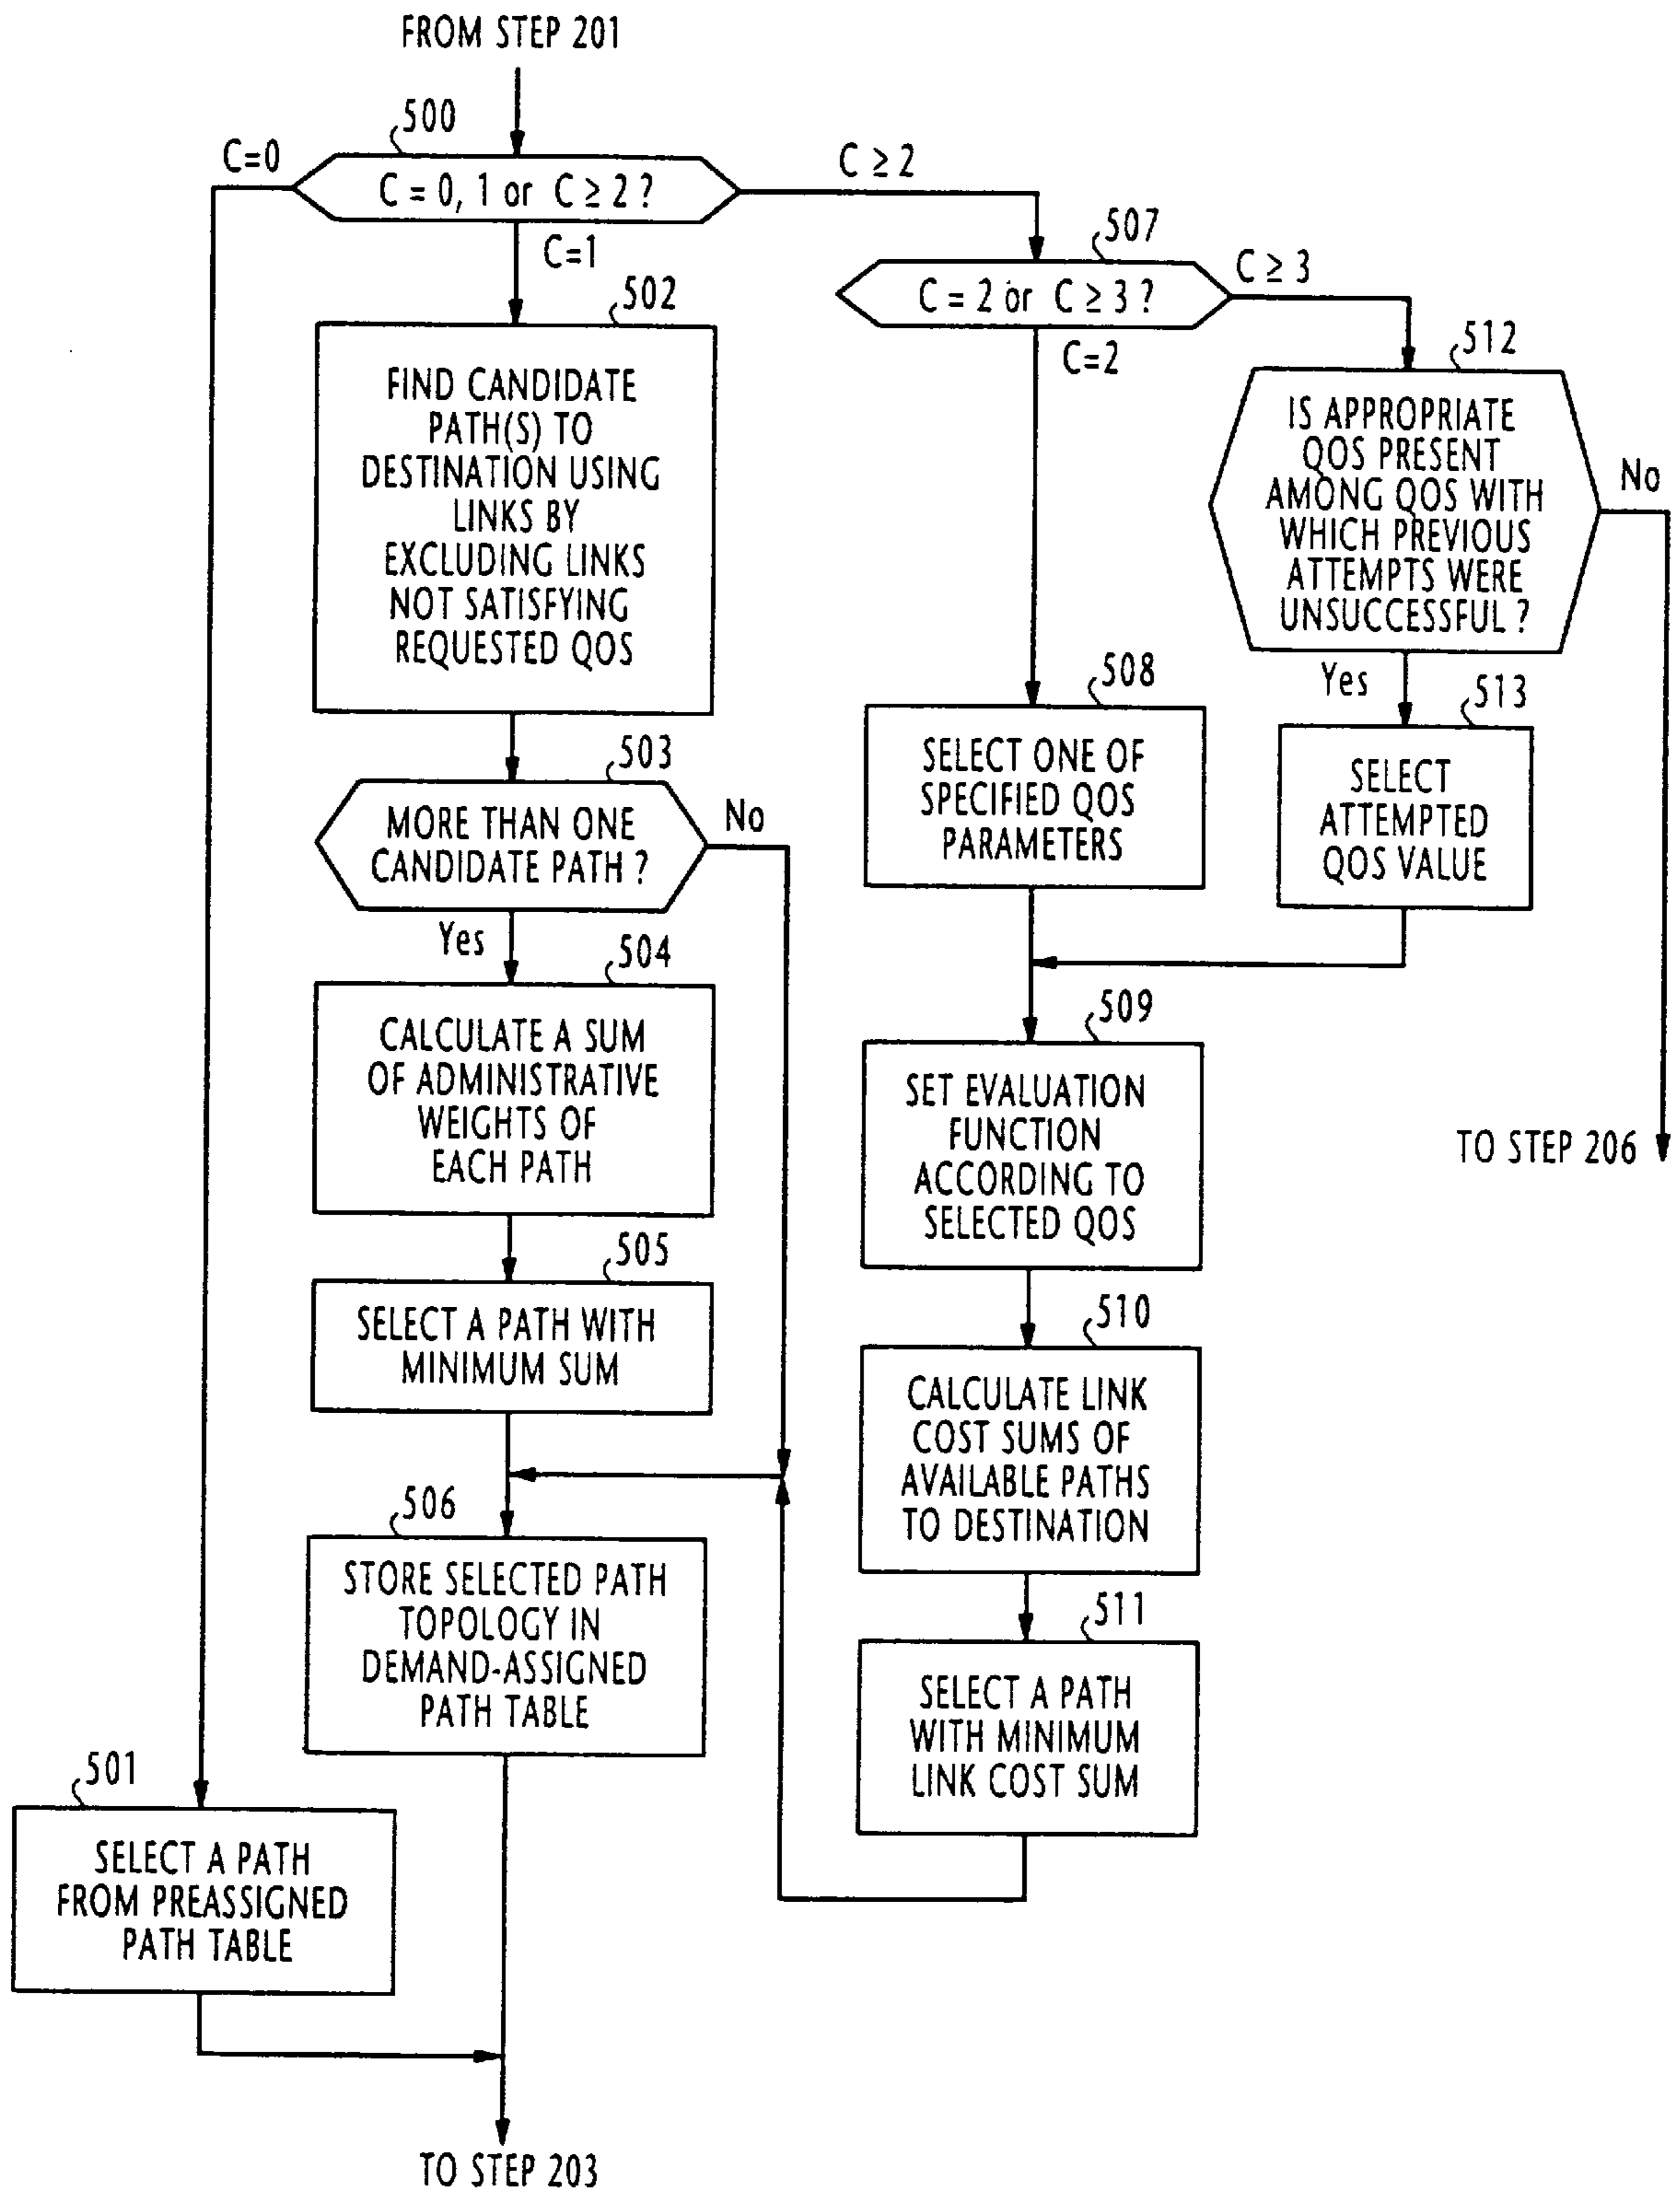 FROM STEP 201
500
C=0
C = 0, 1 or C ≥ 2 ?
C ≥ 2
C=1
502
FIND CANDIDATE
PATH(S) TO
DESTINATION USING
LINKS BY
EXCLUDING LINKS
NOT SATISFYING
REQUESTED QOS
503
MORE THAN ONE
CANDIDATE PATH ?
No
Yes
504
CALCULATE A SUM
OF ADMINISTRATIVE
WEIGHTS OF
EACH PATH
505
SELECT A PATH WITH
MINIMUM SUM
506
STORE SELECTED PATH
TOPOLOGY IN
DEMAND-ASSIGNED
PATH TABLE
501
SELECT A PATH
FROM PREASSIGNED
PATH TABLE
TO STEP 203
507
C = 2 or C ≥ 3 ?
C ≥ 3
C=2
508
SELECT ONE OF
SPECIFIED QOS
PARAMETERS
509
SET EVALUATION
FUNCTION
ACCORDING TO
SELECTED QOS
510
CALCULATE LINK
COST SUMS OF
AVAILABLE PATHS
TO DESTINATION
511
SELECT A PATH
WITH MINIMUM
LINK COST SUM
512
IS APPROPRIATE
QOS PRESENT
AMONG QOS WITH
WHICH PREVIOUS
ATTEMPTS WERE
UNSUCCESSFUL ?
No
Yes
513
SELECT
ATTEMPTED
QOS VALUE
TO STEP 206